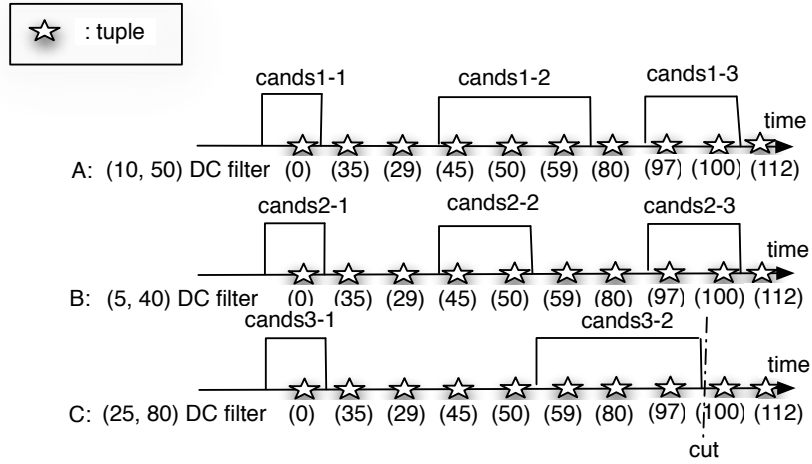 : tuple
cands1-1 cands1-2 cands1-3
time
A: (10, 50) DC filter (0) (35) (29) (45) (50) (59) (80) (97) (100) (112)
cands2-1 cands2-2 cands2-3
time
B: (5, 40) DC filter (0) (35) (29) (45) (50) (59) (80) (97) (100) (112)
cands3-1 cands3-2
time
C: (25, 80) DC filter (0) (35) (29) (45) (50) (59) (80) (97) (100) (112)
cut